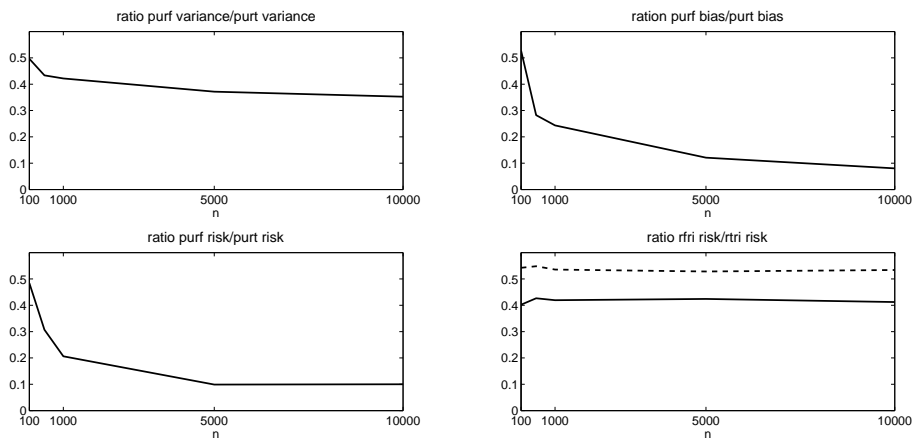 ratio purf variance/purt variance
0.5
0.4
0.3
0.2
0.1
0
100 1000 5000 10000
n
ration purf bias/purt bias
0.5
0.4
0.3
0.2
0.1
0
100 1000 5000 10000
n
ratio purf risk/purt risk
0.5
0.4
0.3
0.2
0.1
0
100 1000 5000 10000
n
ratio rfri risk/rtri risk
0.5
0.4
0.3
0.2
0.1
0
100 1000 5000 10000
n